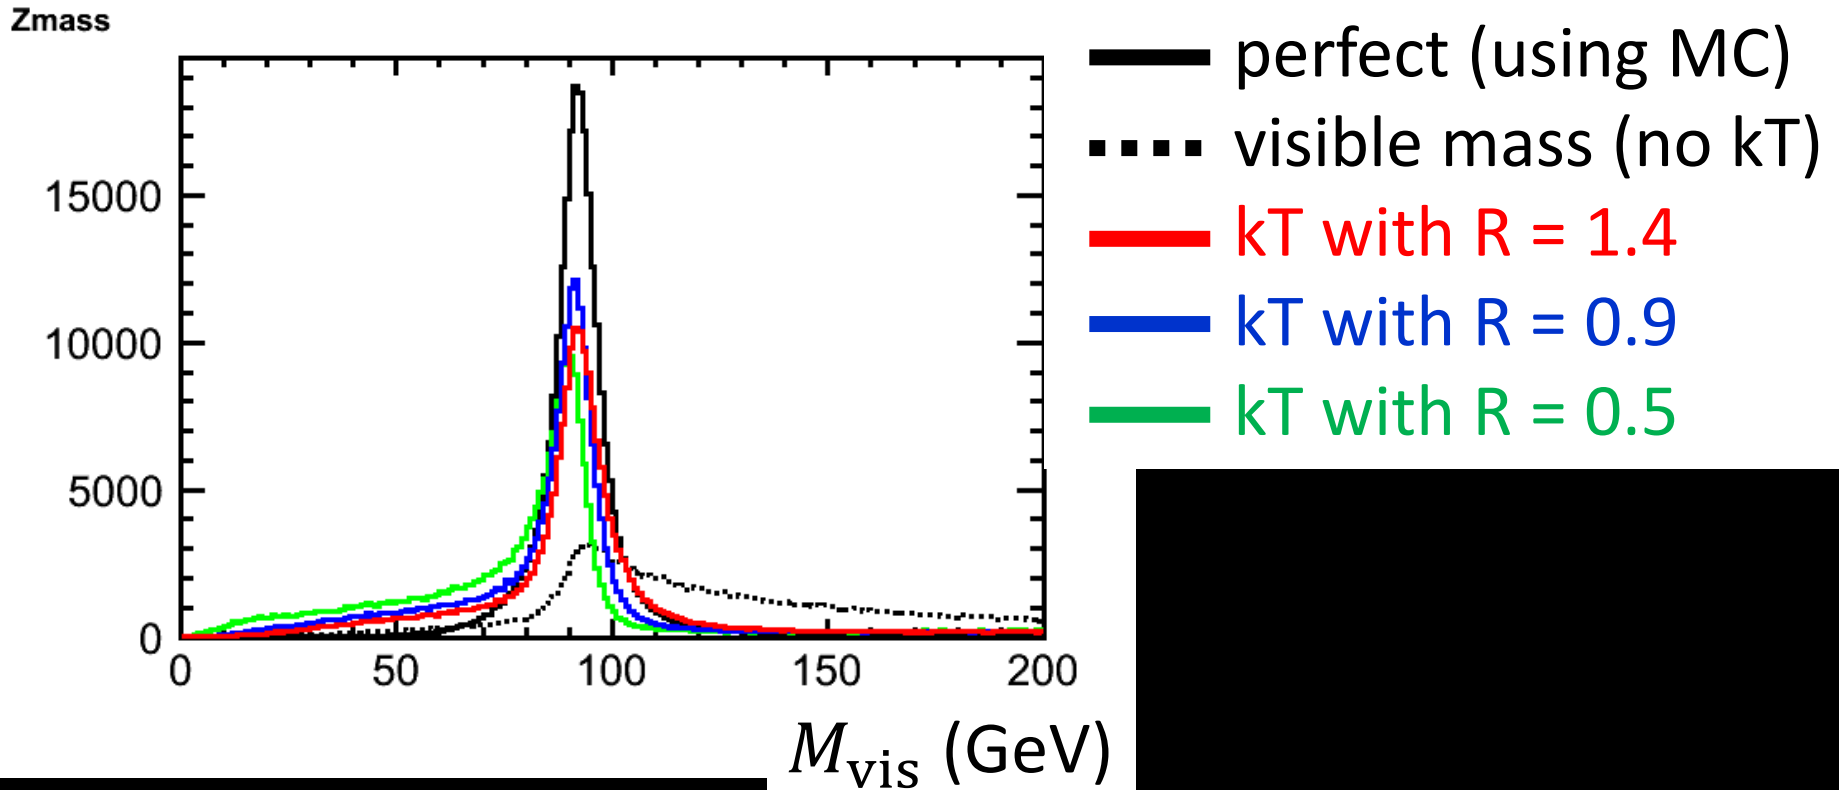 Zmass
perfect (using MC)
visible mass (no kT)
kT with R = 1.4
kT with R = 0.9
kT with R = 0.5
15000
10000
5000
0
0 50 100 150 200
M_vis (GeV)